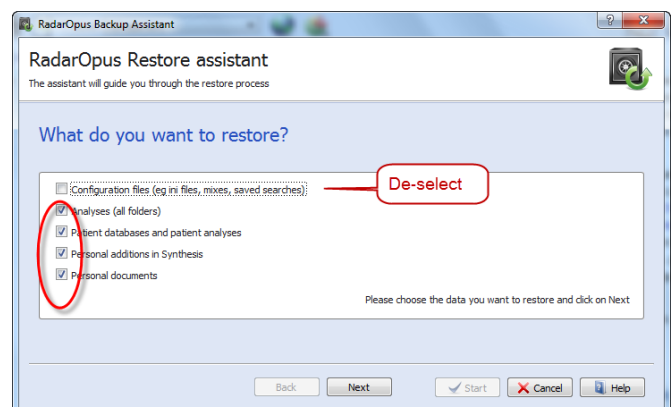 RadarOpus Backup Assistant
RadarOpus Restore assistant
The assistant will guide you through the restore process
What do you want to restore?
Configuration files (eg ini files, mixes, saved searches)
De-select
Analyses (all folders)
Patient databases and patient analyses
Personal additions in Synthesis
Personal documents
Please choose the data you want to restore and click on Next
Back Next Start Cancel Help